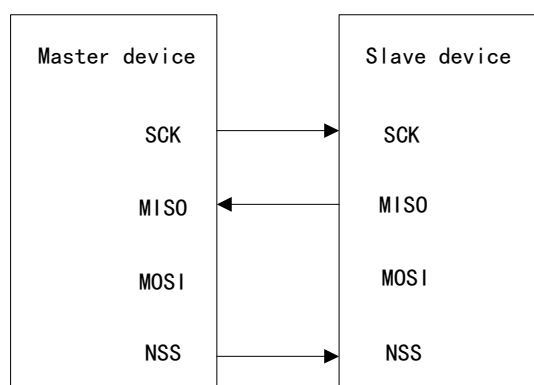 Master device
SCK
MISO
MOSI
NSS
Slave device
SCK
MISO
MOSI
NSS